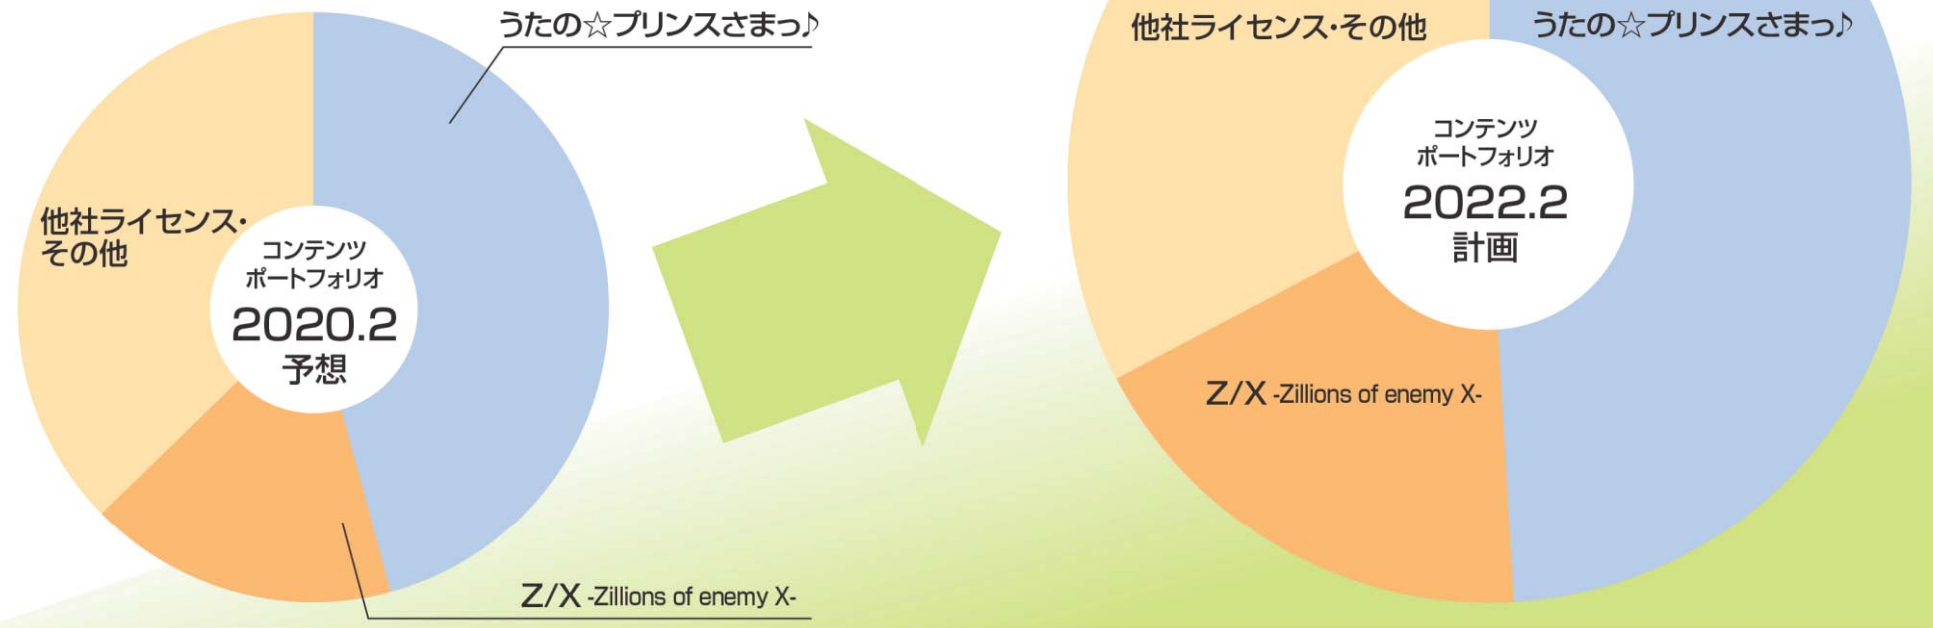 うたの☆プリンスさまっ♪
他社ライセンス・
その他
コンテンツ
ポートフォリオ
2020.2
予想
Z/X -Zillions of enemy X-
他社ライセンス・その他
うたの☆プリンスさまっ♪
コンテンツ
ポートフォリオ
2022.2
計画
Z/X -Zillions of enemy X-